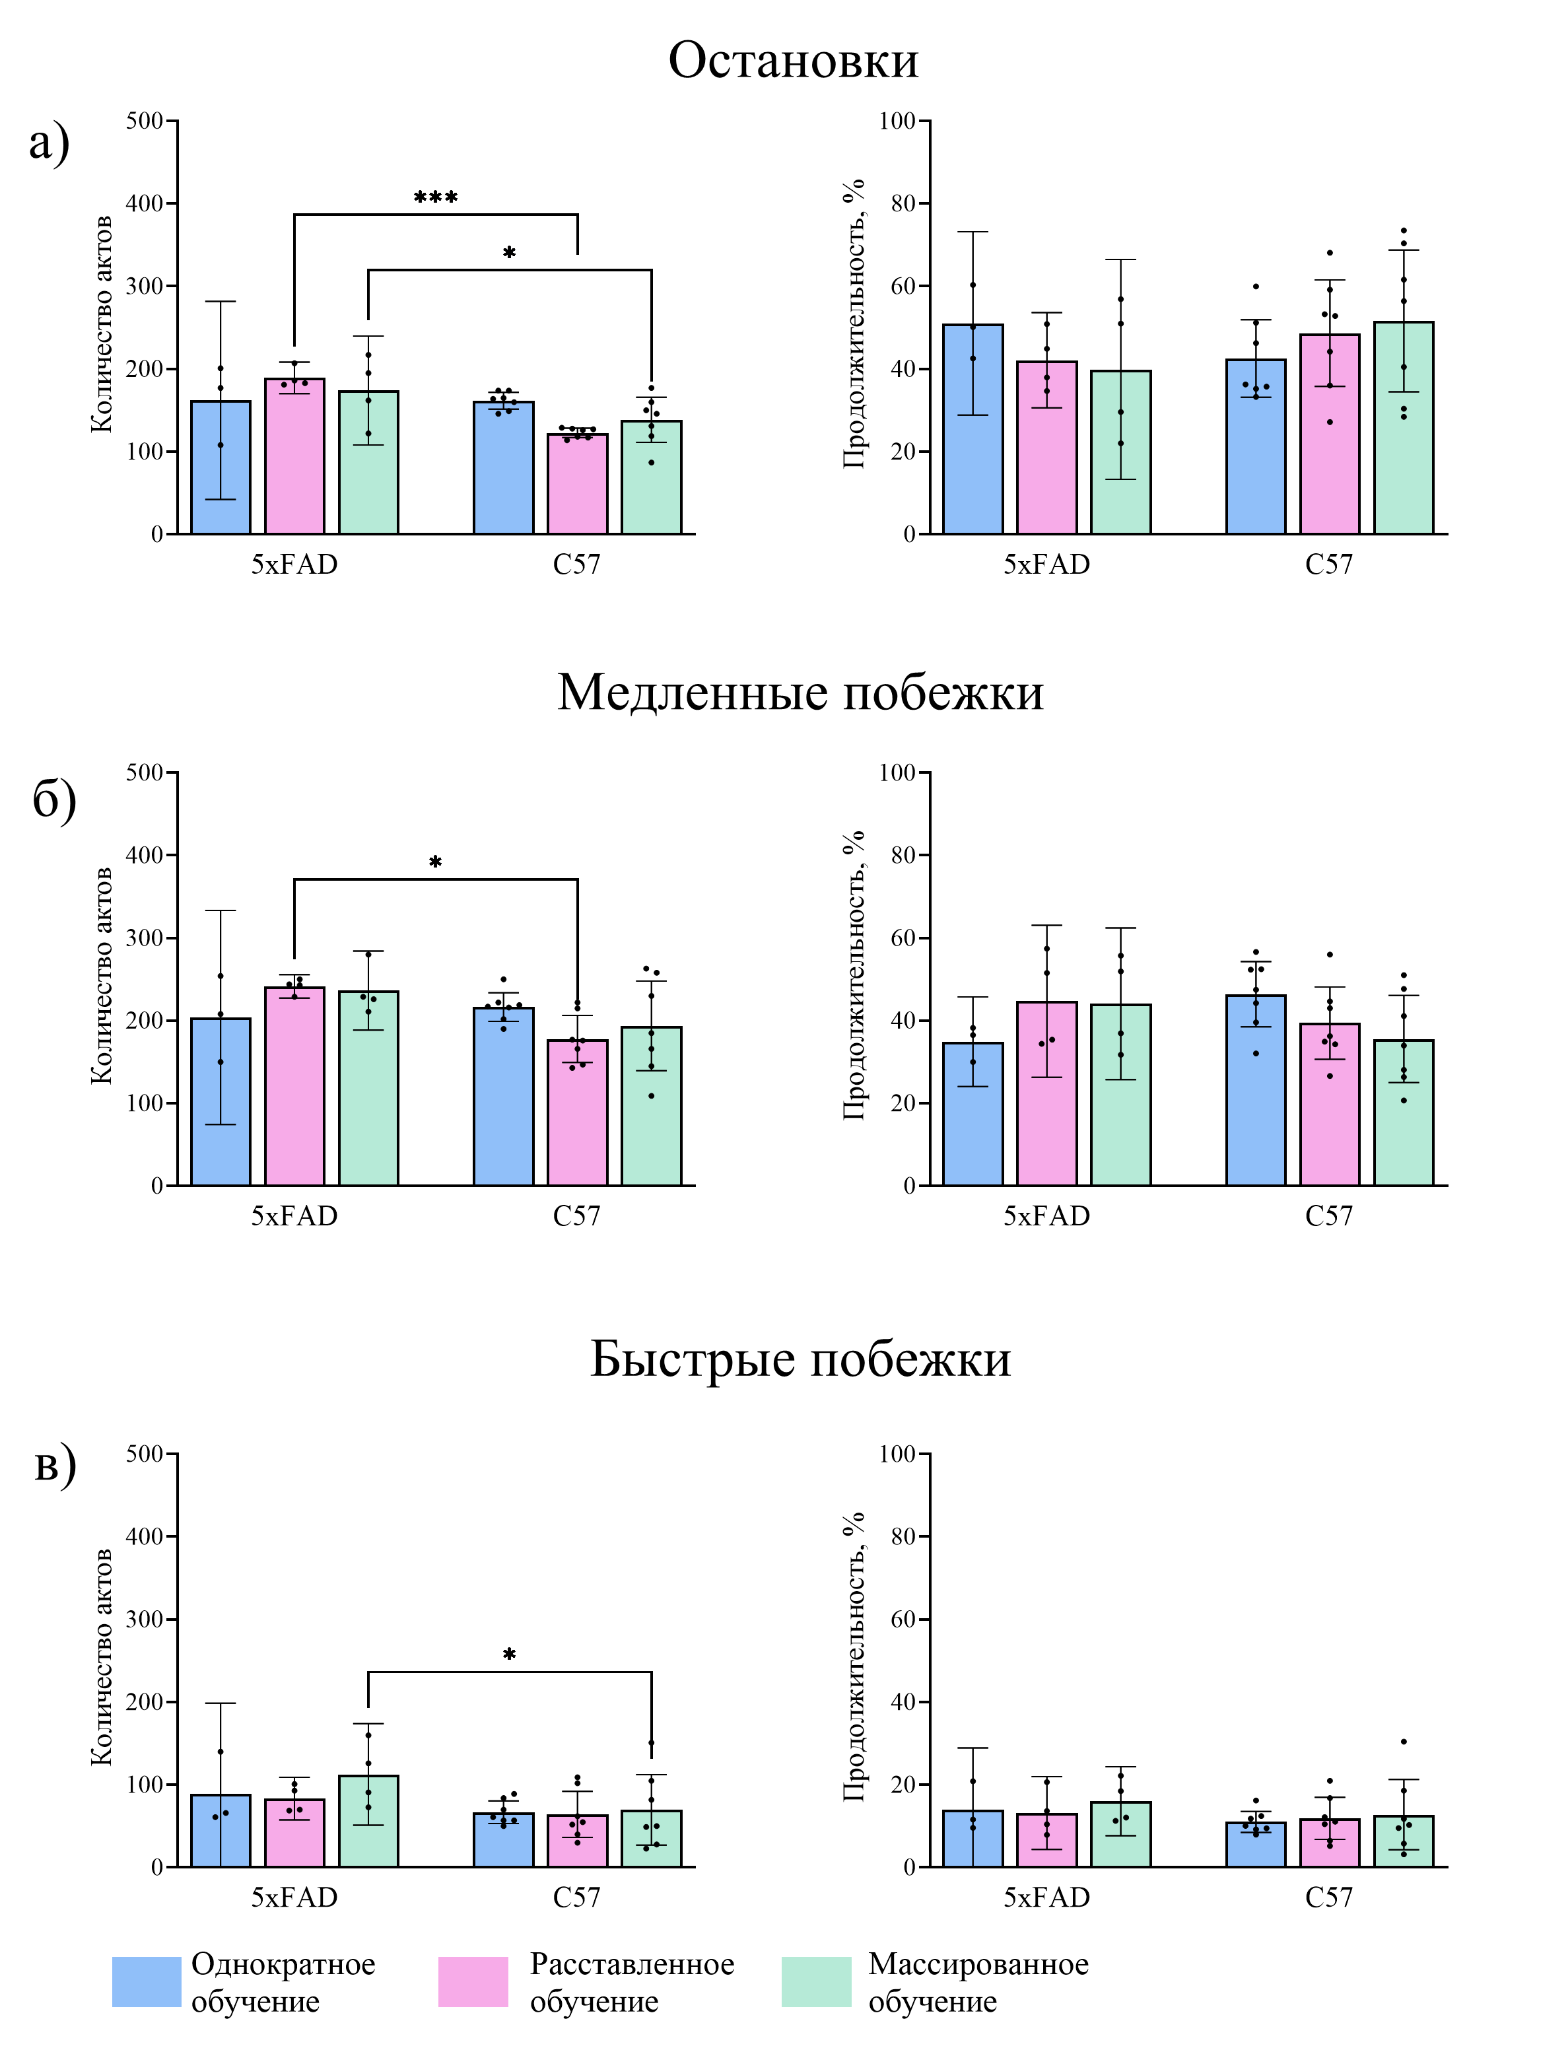 Остановки
а)
500
400
300
200
100
0
Количество актов
***
*
5xFAD
C57
100
80
60
40
20
0
Продолжительность, %
5xFAD
C57
Медленные побежки
б)
500
400
300
200
100
0
Количество актов
*
5xFAD
C57
100
80
60
40
20
0
Продолжительность, %
5xFAD
C57
Быстрые побежки
в)
500
400
300
200
100
0
Количество актов
*
5xFAD
C57
100
80
60
40
20
0
Продолжительность, %
5xFAD
C57
Однократное
обучение
Расставленное
обучение
Массированное
обучение